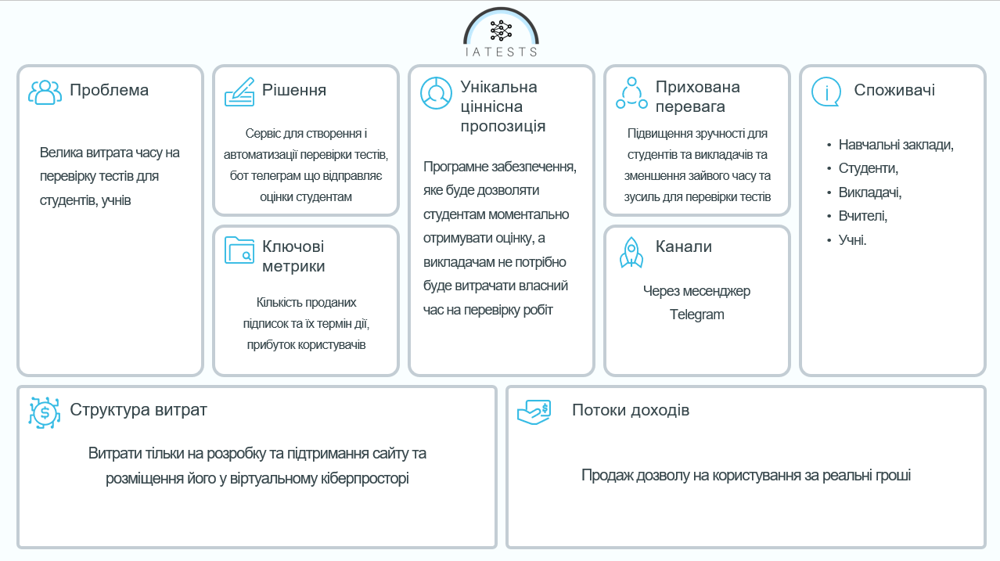 IATESTS
Проблема
Велика витрата часу на
перевірку тестів для
студентів, учнів
Рішення
Сервіс для створення і
автоматизації перевірки тестів,
бот телеграм що відправляє
оцінки студентам
Ключові
метрики
Кількість проданих
підписок та їх термін дії,
прибуток користувачів
Унікальна
ціннісна
пропозиція
Програмне забезпечення,
яке буде дозволяти
студентам моментально
отримувати оцінку, а
викладачам не потрібно
буде витрачати власний
час на перевірку робіт
Прихована
перевага
Підвищення зручності для
студентів та викладачів та
зменшення зайвого часу та
зусиль для перевірки тестів
Канали
Через месенджер
Telegram
Споживачі
• Навчальні заклади,
• Студенти,
• Викладачі,
• Вчителі,
• Учні.
Структура витрат
Витрати тільки на розробку та підтримання сайту та
розміщення його у віртуальному кіберпросторі
Потоки доходів
Продаж дозволу на користування за реальні гроші